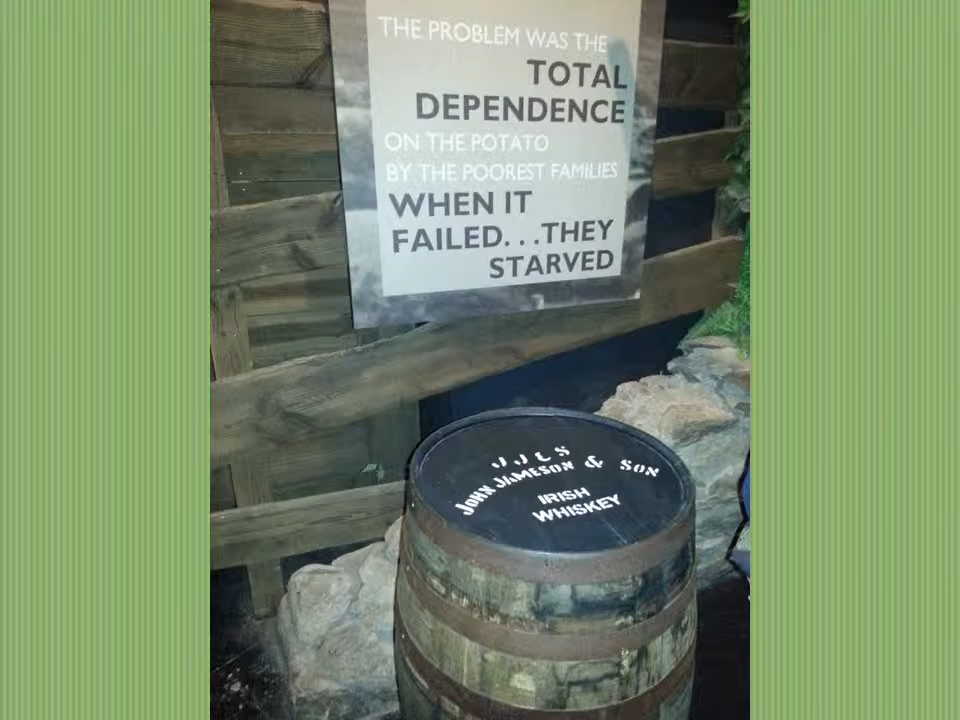 THE PROBLEM WAS THE
TOTAL
DEPENDENCE
ON THE POTATO
BY THE POOREST FAMILIES
WHEN IT
FAILED...THEY
STARVED
JJ&S
JOHN JAMESON & SON
IRISH
WHISKEY